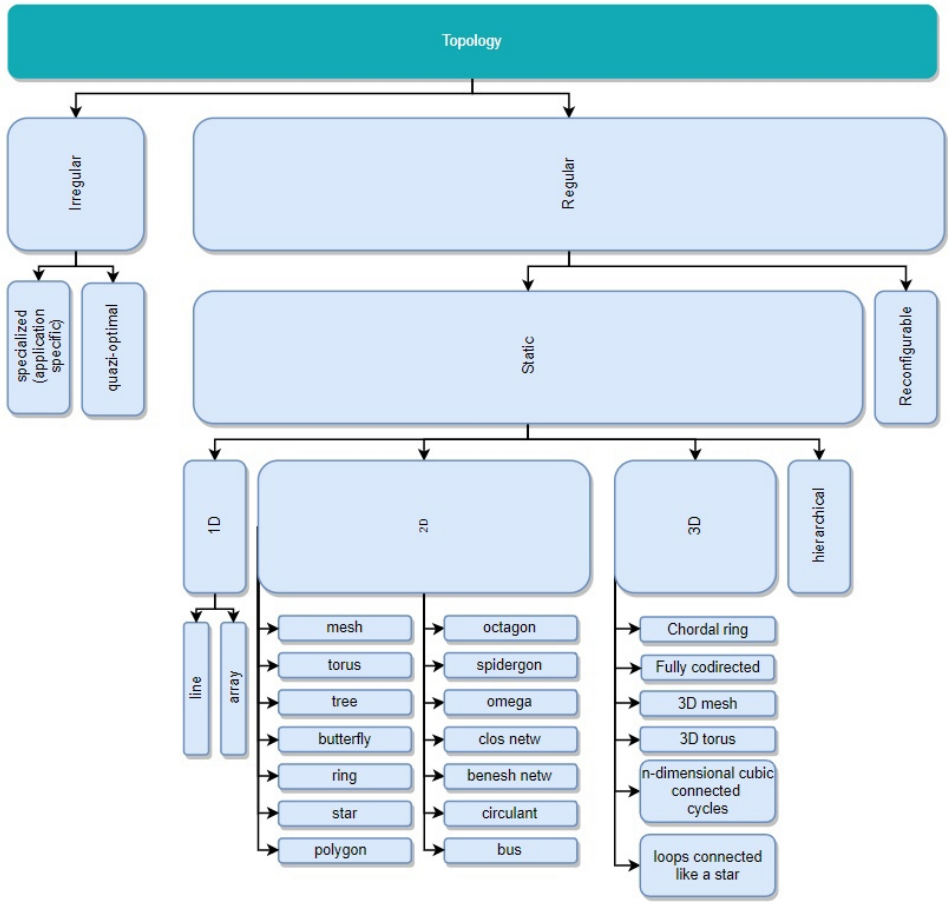 Topology
Irregular
Regular
specialized
(application
specific)
quazi-optimal
Static
Reconfigurable
1D
2D
3D
hierarchical
line
array
mesh
torus
tree
butterfly
ring
star
polygon
octagon
spidergon
omega
clos netw
benesh netw
circulant
bus
Chordal ring
Fully codirected
3D mesh
3D torus
n-dimensional cubic
connected
cycles
loops connected
like a star